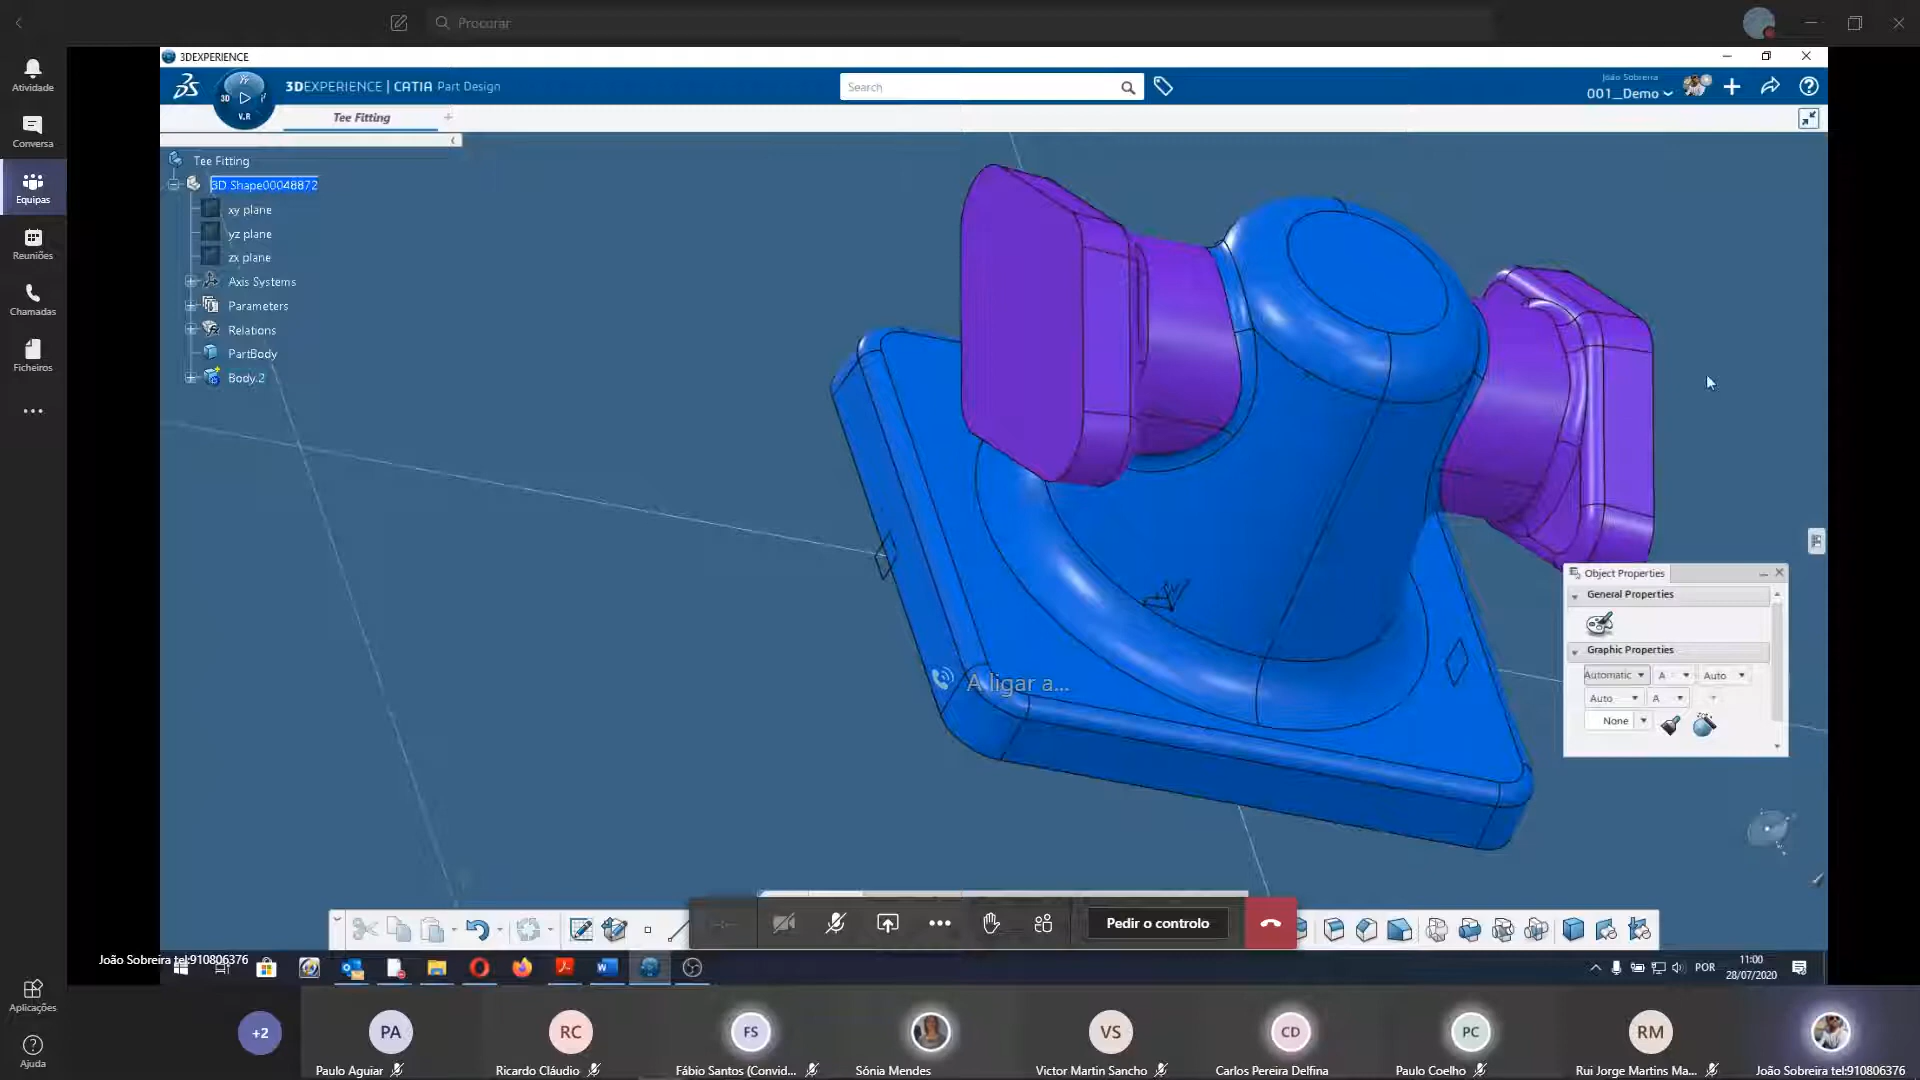 Procurar
Atividade
Conversa
Equipas
Reuniões
Chamadas
Ficheiros
Aplicações
Ajuda
3DEXPERIENCE
3DEXPERIENCE | CATIA Part Design
3D
V.R
Search
João Sobreira
001_Demo
Tee Fitting
Tee Fitting
3D Shape00048872
xy plane
yz plane
zx plane
Axis Systems
Parameters
Relations
PartBody
Body.2
A ligar a...
Object Properties
General Properties
Graphic Properties
Automatic A Auto
Auto A
None
Pedir o controlo
João Sobreira tel:910806376
POR
11:00
28/07/2020
+2
PA
Paulo Aguiar
RC
Ricardo Cláudio
FS
Fábio Santos (Convid...
Sónia Mendes
VS
Victor Martin Sancho
CD
Carlos Pereira Delfina
PC
Paulo Coelho
RM
Rui Jorge Martins Ma...
João Sobreira tel:910806376